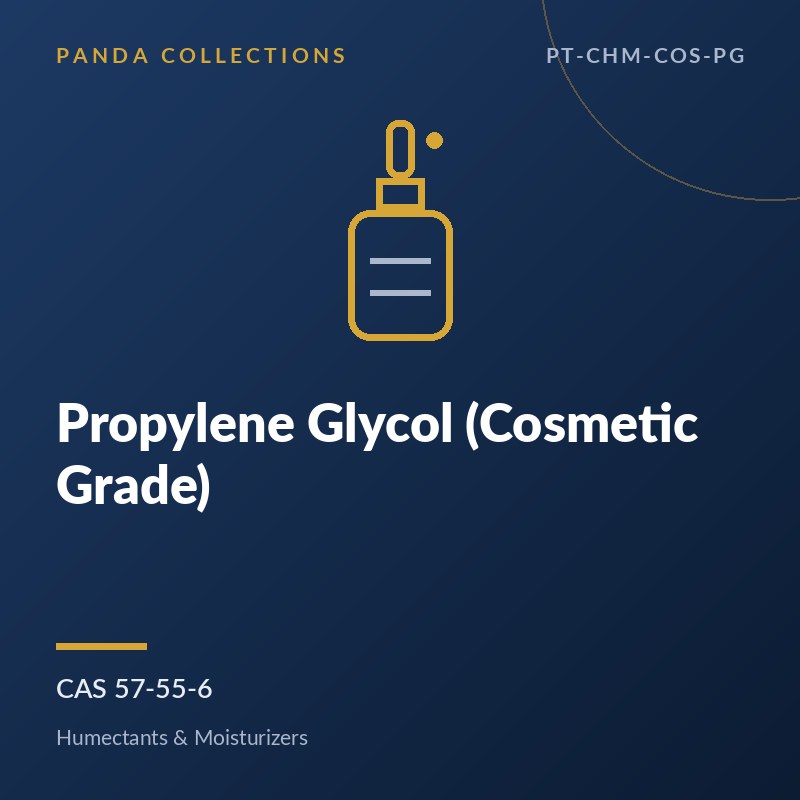 PANDA COLLECTIONS
PT-CHM-COS-PG
Propylene Glycol (Cosmetic
Grade)
CAS 57-55-6
Humectants & Moisturizers